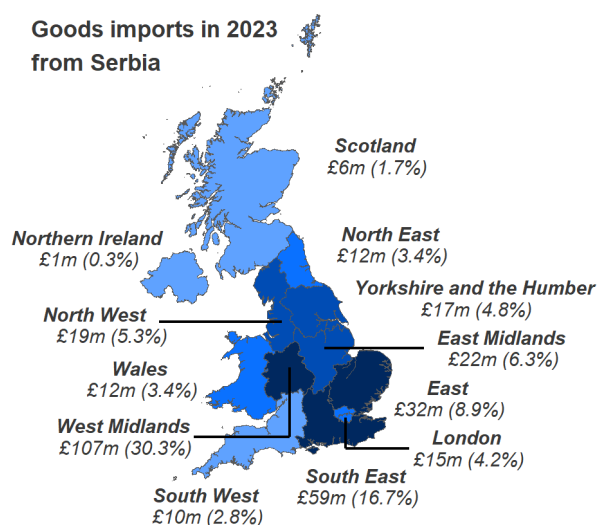 Goods imports in 2023
from Serbia
Scotland
£6m (1.7%)
Northern Ireland
£1m (0.3%)
North East
£12m (3.4%)
Yorkshire and the Humber
£17m (4.8%)
North West
£19m (5.3%)
East Midlands
£22m (6.3%)
Wales
£12m (3.4%)
East
£32m (8.9%)
West Midlands
£107m (30.3%)
London
£15m (4.2%)
South East
£59m (16.7%)
South West
£10m (2.8%)